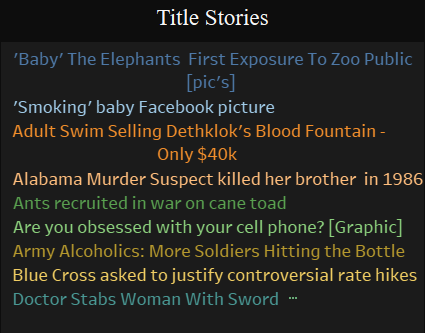 Title Stories
’Baby’ The Elephants  First Exposure To Zoo Public
[pic’s]
’Smoking’ baby Facebook picture
Adult Swim Selling Dethklok’s Blood Fountain -
Only $40k
Alabama Murder Suspect killed her brother  in 1986
Ants recruited in war on cane toad
Are you obsessed with your cell phone? [Graphic]
Army Alcoholics: More Soldiers Hitting the Bottle
Blue Cross asked to justify controversial rate hikes
Doctor Stabs Woman With Sword  ...